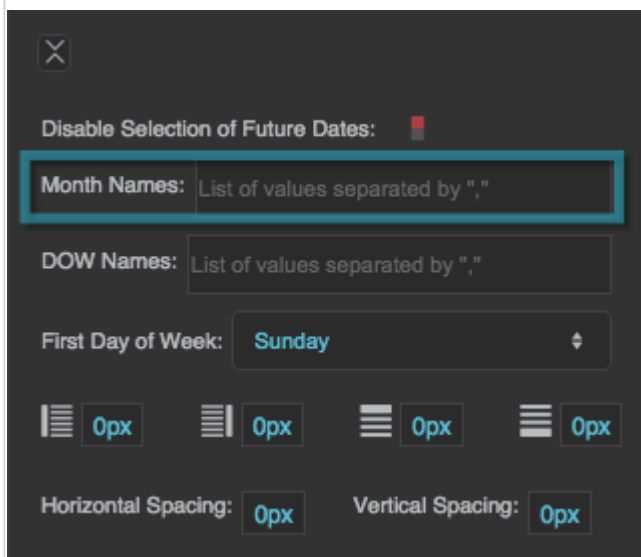 Disable Selection of Future Dates:
Month Names: List of values separated by ","
DOW Names: List of values separated by ","
First Day of Week: Sunday
0px 0px 0px 0px
Horizontal Spacing: 0px Vertical Spacing: 0px